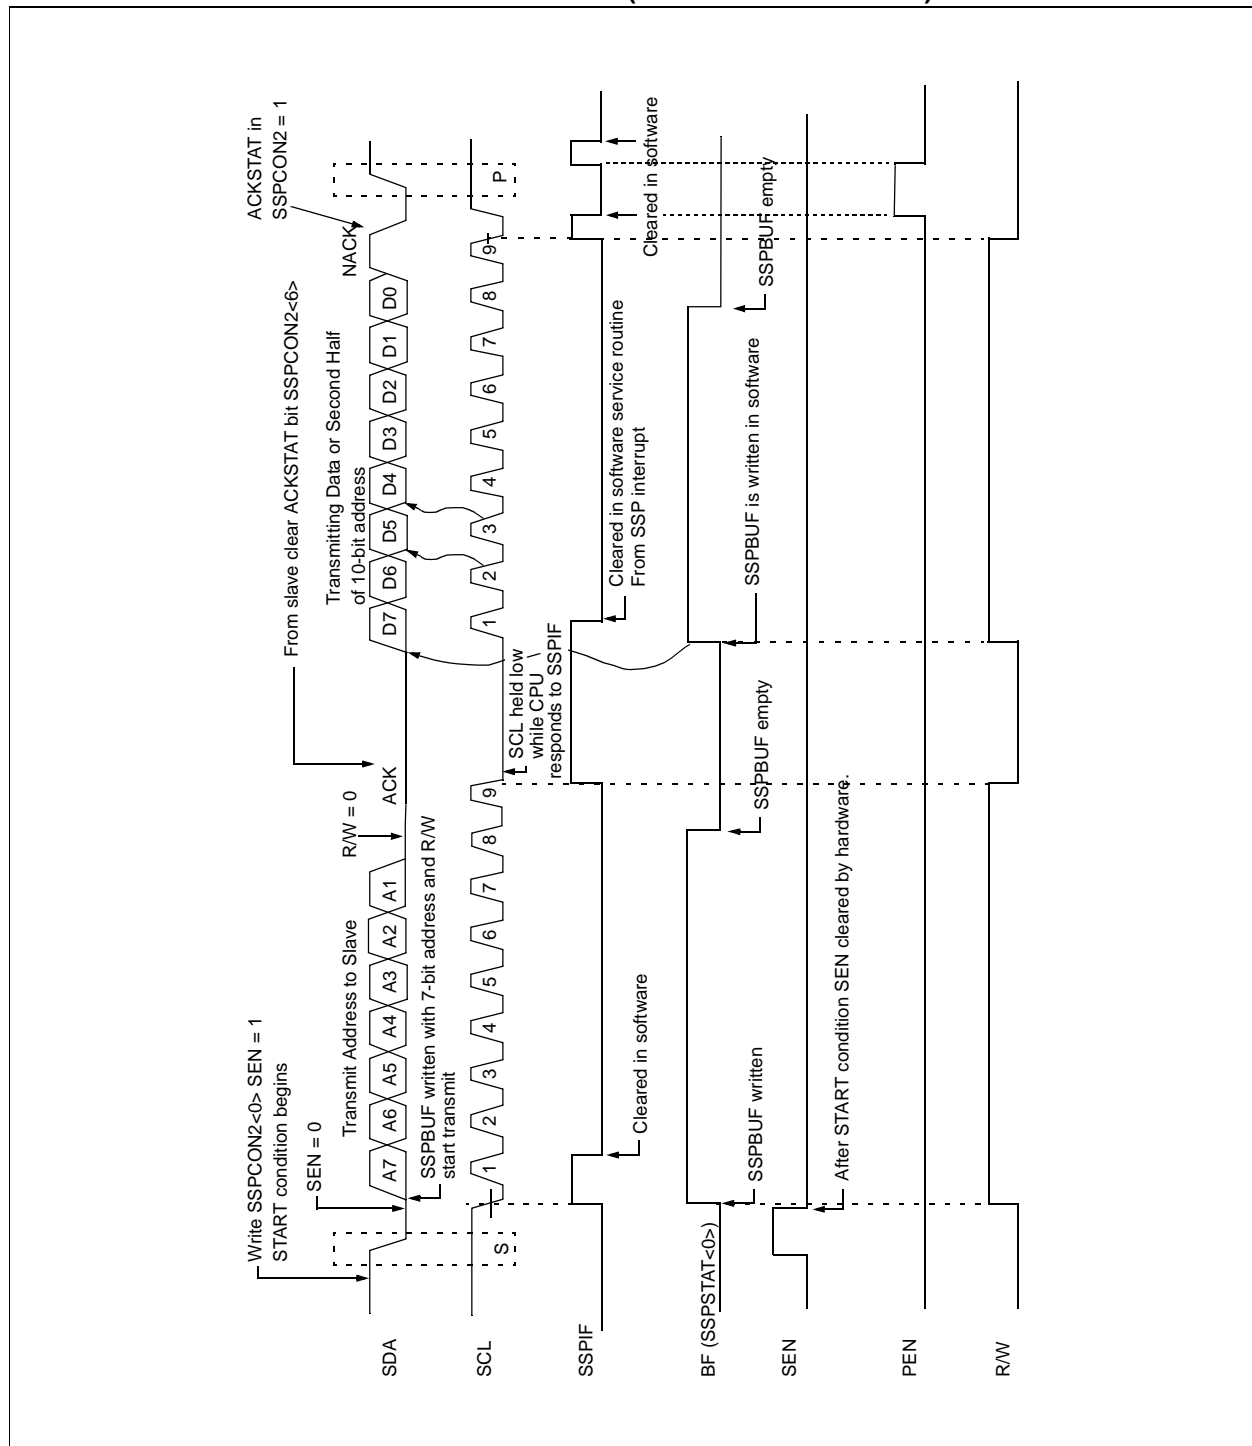 Write SSPCON2<0> SEN = 1
START condition begins
SEN = 0
Transmit Address to Slave
R/W = 0
From slave clear ACKSTAT bit SSPCON2<6>
Transmitting Data or Second Half
of 10-bit address
ACKSTAT in
SSPCON2 = 1
ACK
NACK
SDA
A7 A6 A5 A4 A3 A2 A1
D7 D6 D5 D4 D3 D2 D1 D0
SSPBUF written with 7-bit address and R/W
start transmit
SCL
S
1 2 3 4 5 6 7 8 9
1 2 3 4 5 6 7 8 9
P
SCL held low
while CPU
responds to SSPIF
SSPIF
Cleared in software
Cleared in software service routine
From SSP interrupt
Cleared in software
BF (SSPSTAT<0>)
SSPBUF written
SSPBUF empty
SSPBUF is written in software
SSPBUF empty
SEN
After START condition SEN cleared by hardware.
PEN
R/W